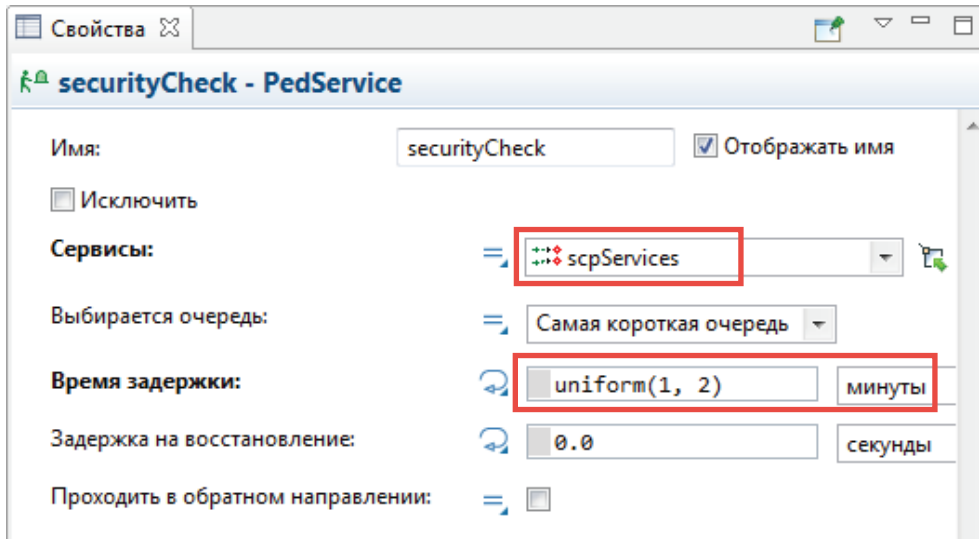 Свойства
securityCheck - PedService
Имя: securityCheck Отображать имя
Исключить
Сервисы: scpServices
Выбирается очередь: Самая короткая очередь
Время задержки: uniform(1, 2) минуты
Задержка на восстановление: 0.0 секунды
Проходить в обратном направлении: